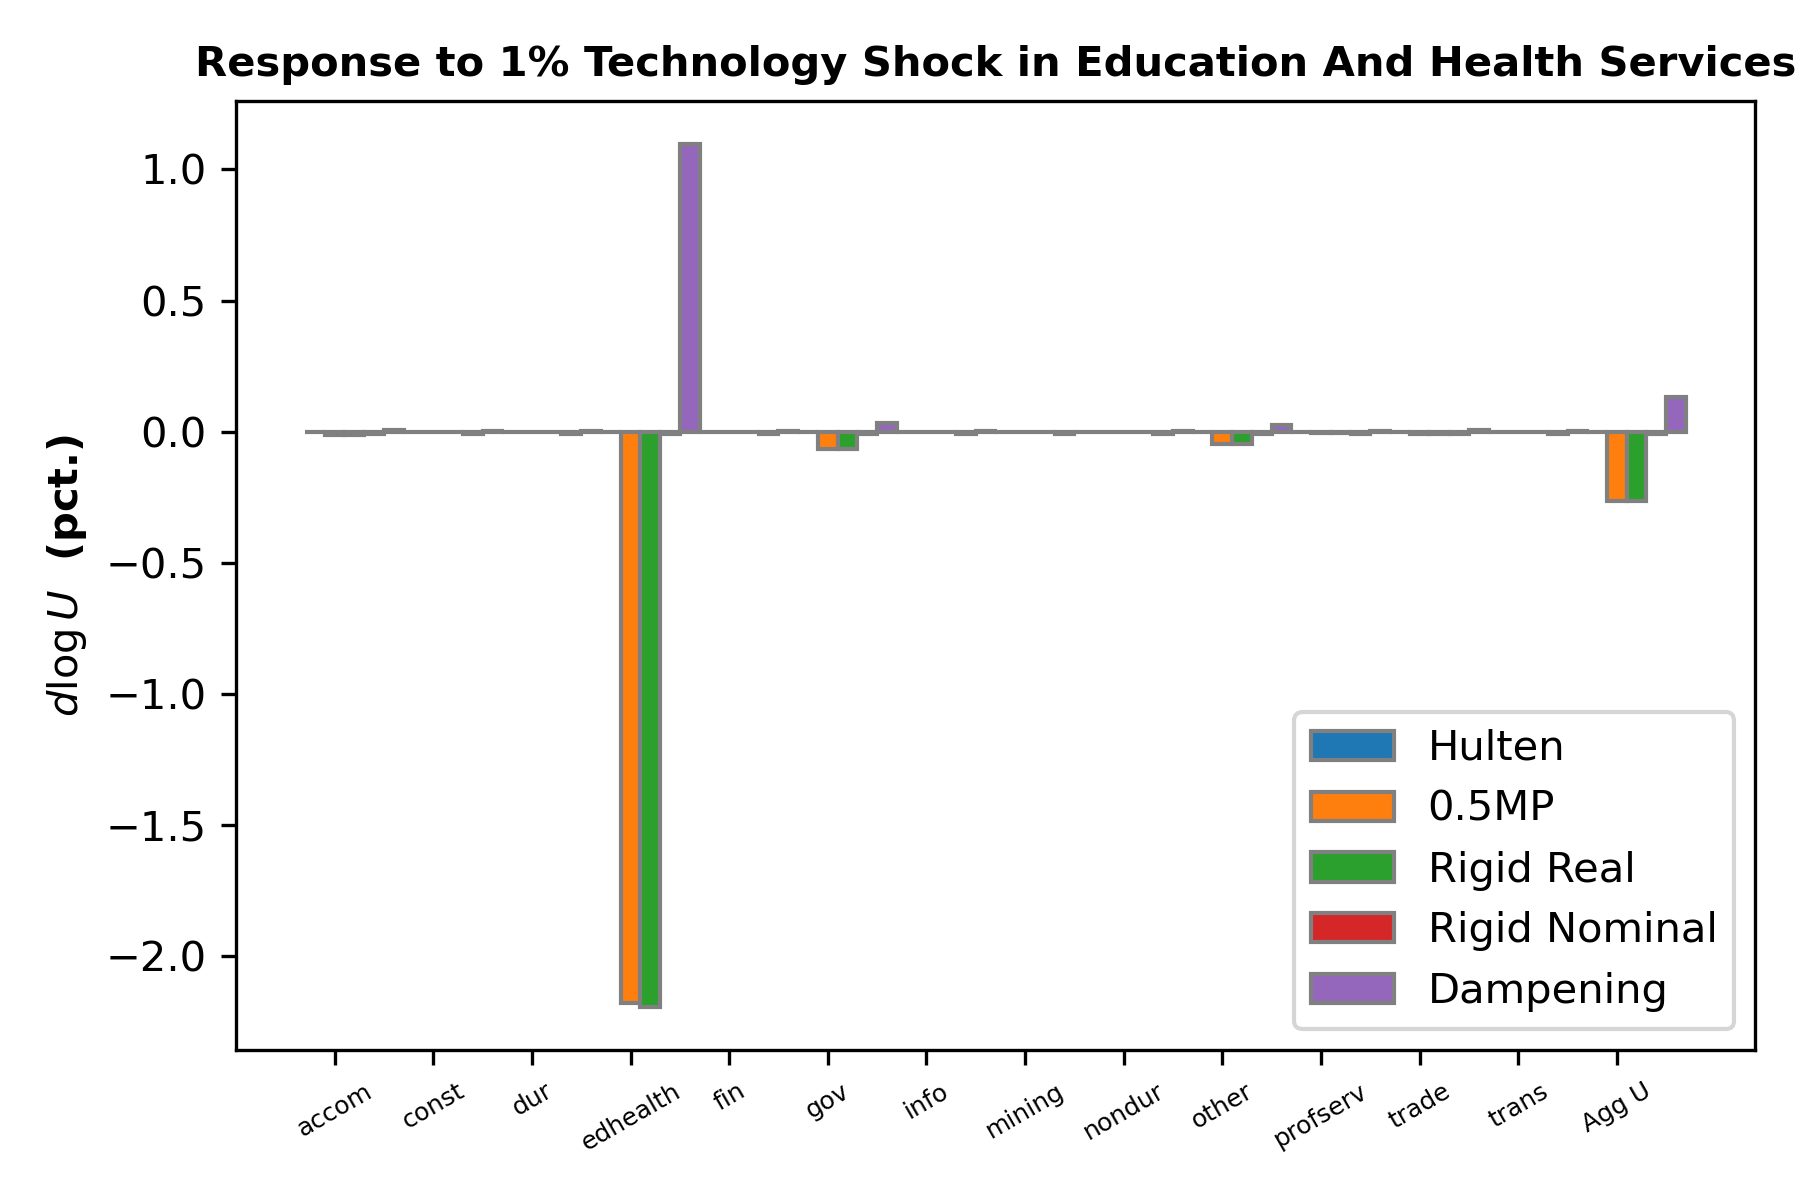 Response to 1% Technology Shock in Education And Health Services
1.0
0.5
0.0
−0.5
−1.0
−1.5
−2.0
dlog U (pct.)
Hulten
0.5MP
Rigid Real
Rigid Nominal
Dampening
accom const dur edhealth fin gov info mining nondur other profserv trade trans Agg U